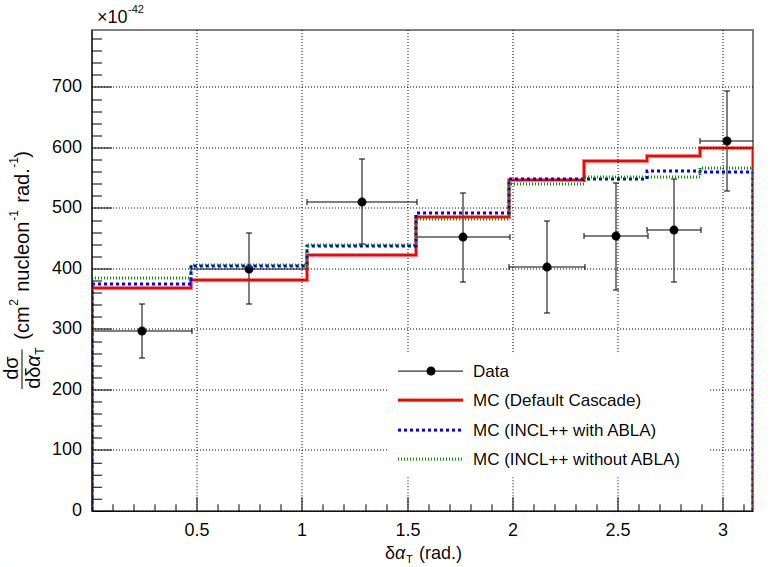 ×10⁻⁴²
700
600
500
400
300
200
100
0
dσ/dδα_T (cm² nucleon⁻¹ rad.⁻¹)
Data
MC (Default Cascade)
MC (INCL++ with ABLA)
MC (INCL++ without ABLA)
0.5 1 1.5 2 2.5 3
δα_T (rad.)